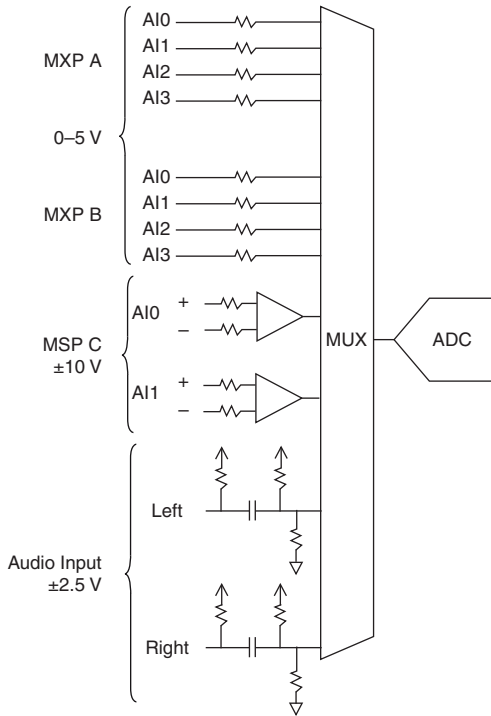 MXP A
0–5 V
MXP B
AI0
AI1
AI2
AI3
AI0
AI1
AI2
AI3
MSP C
±10 V
AI0
+
–
AI1
+
–
Audio Input
±2.5 V
Left
Right
MUX
ADC